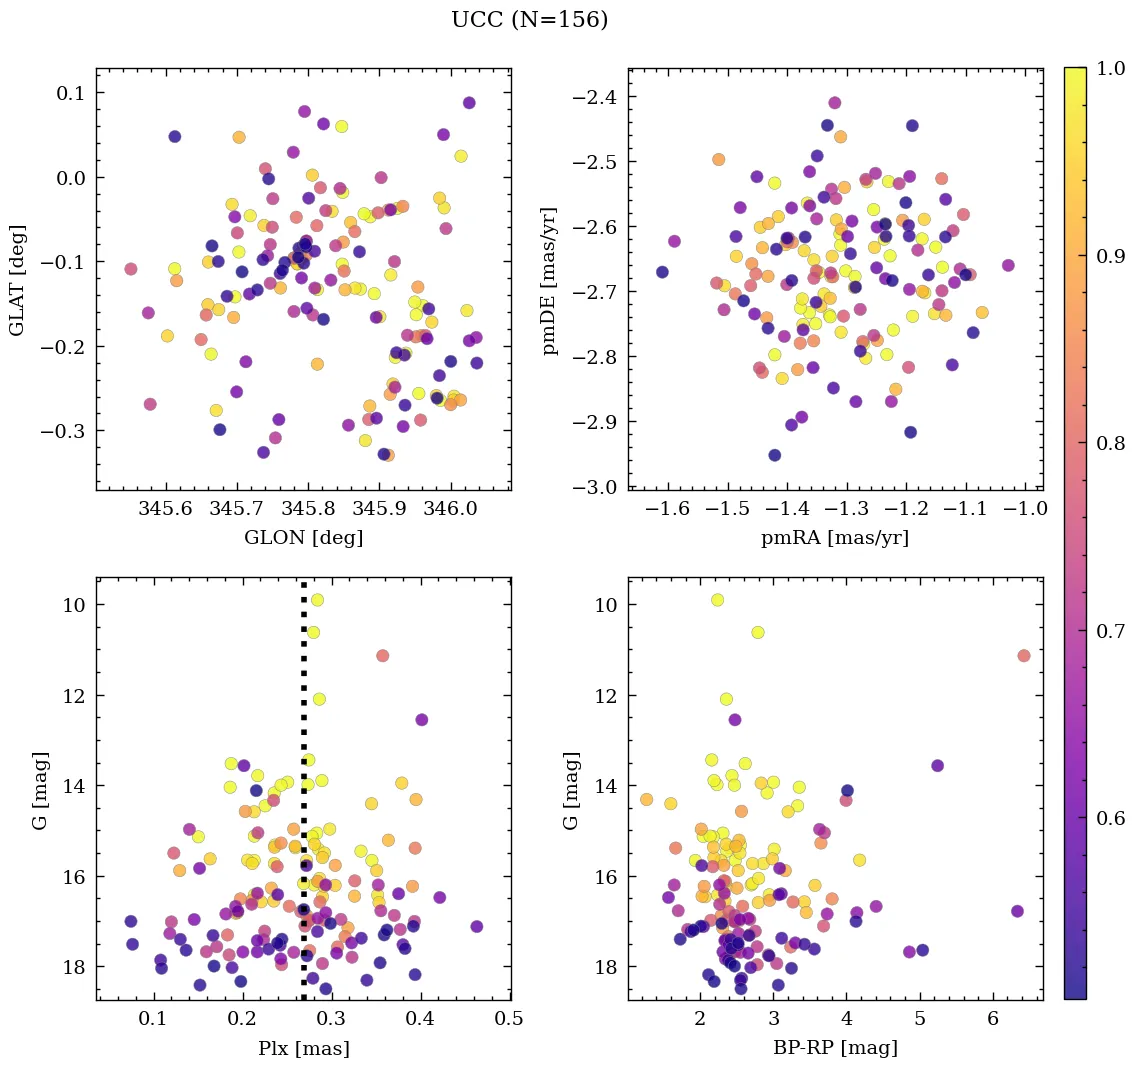 UCC (N=156)
0.1
0.0
−0.1
−0.2
−0.3
GLAT [deg]
345.6 345.7 345.8 345.9 346.0
GLON [deg]
−2.4
−2.5
−2.6
−2.7
−2.8
−2.9
−3.0
pmDE [mas/yr]
−1.6 −1.5 −1.4 −1.3 −1.2 −1.1 −1.0
pmRA [mas/yr]
1.0
0.9
0.8
0.7
0.6
10
12
14
16
18
G [mag]
0.1 0.2 0.3 0.4 0.5
Plx [mas]
10
12
14
16
18
G [mag]
2 3 4 5 6
BP-RP [mag]